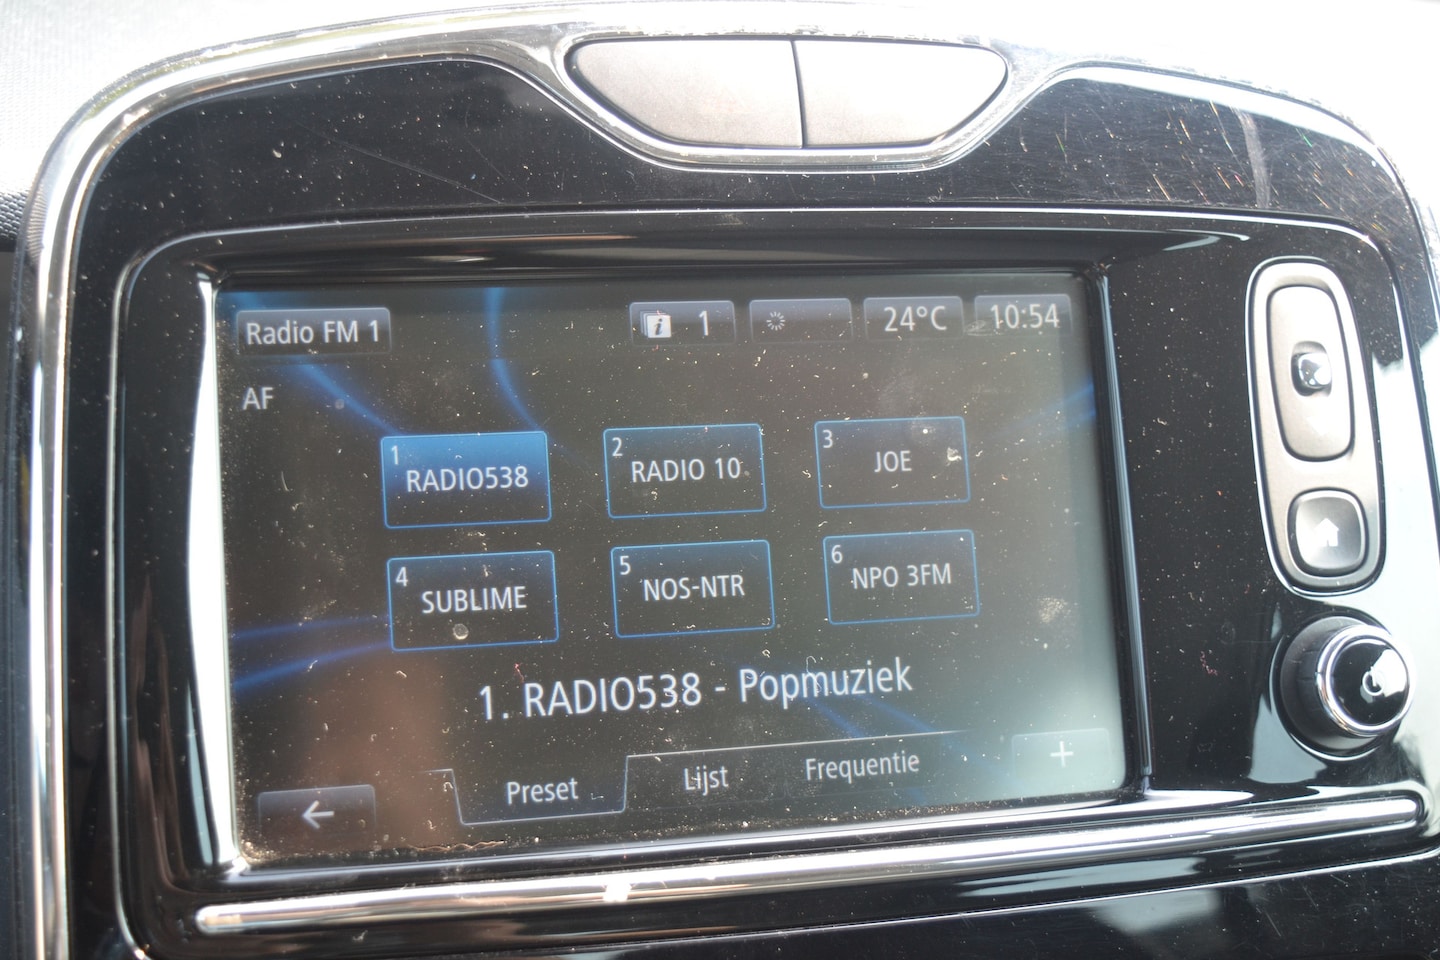 Radio FM 1
i 1
24°C
10:54
AF
1 RADIO538
2 RADIO 10
3 JOE
4 SUBLIME
5 NOS-NTR
6 NPO 3FM
1. RADIO538 - Popmuziek
Preset
Lijst
Frequentie
+